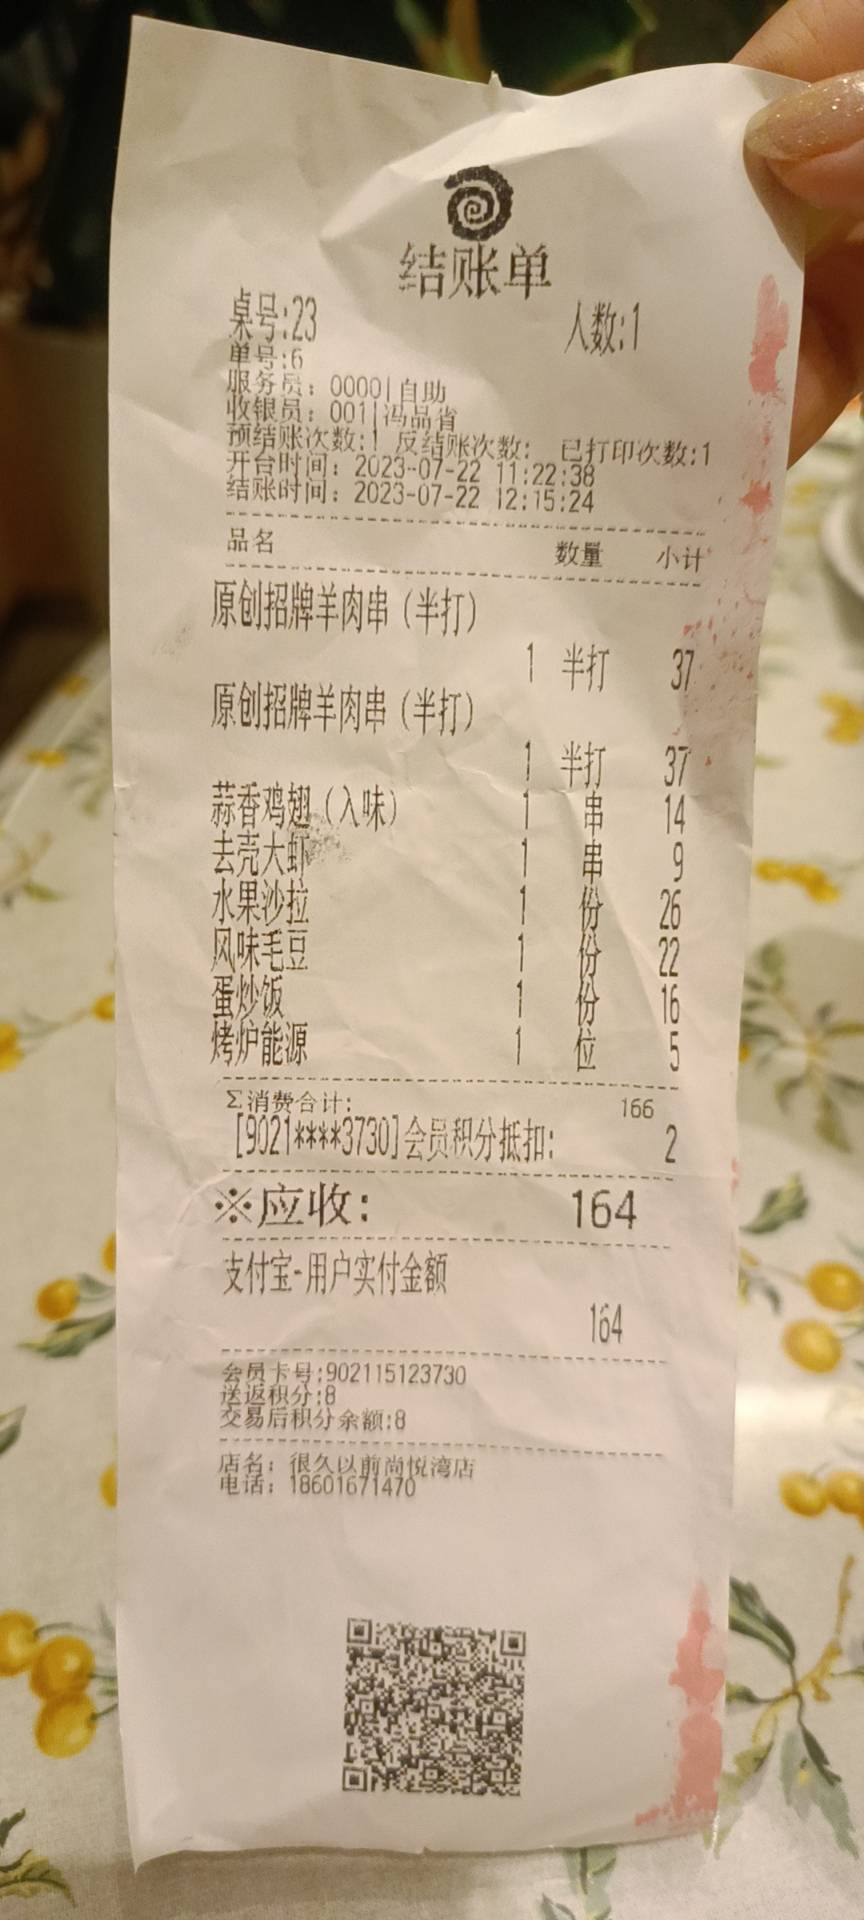 结账单
桌号:23 人数:1
单号:6
服务员: 0000|自助
收银员: 001|冯品省
预结账次数:1 反结账次数: 已打印次数:1
开台时间: 2023-07-22 11:22:38
结账时间: 2023-07-22 12:15:24
品名 数量 小计
原创招牌羊肉串(半打)
1 半打 37
原创招牌羊肉串(半打)
1 半打 37
蒜香鸡翅(入味) 1 串 14
去壳大虾 1 串 9
水果沙拉 1 份 26
风味毛豆 1 份 22
蛋炒饭 1 份 16
烤炉能源 1 位 5
Σ消费合计: 166
[9021****3730]会员积分抵扣: 2
※应收: 164
支付宝-用户实付金额
164
会员卡号:902115123730
送返积分:8
交易后积分余额:8
店名: 很久以前尚悦湾店
电话: 18601671470